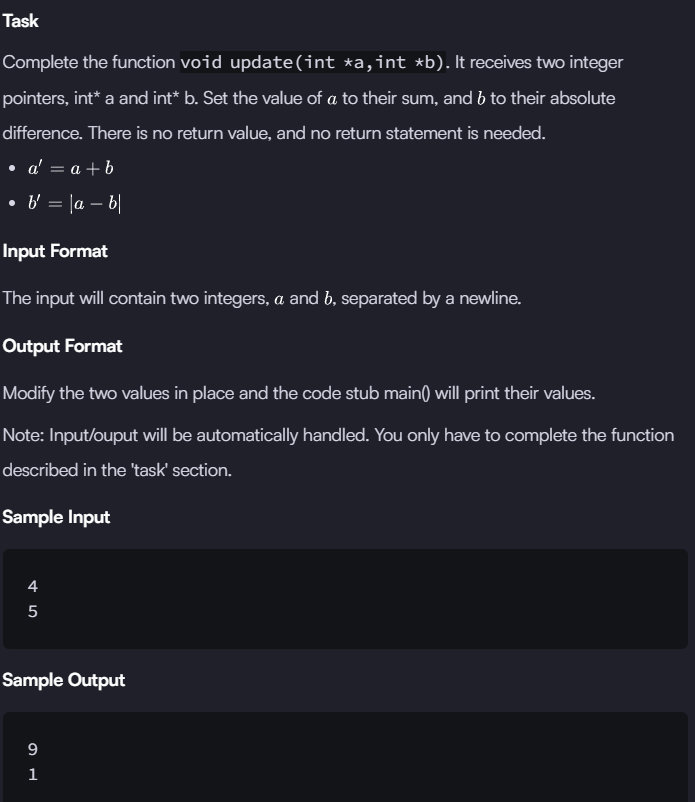 Task
Complete the function void update(int *a,int *b). It receives two integer
pointers, int* a and int* b. Set the value of a to their sum, and b to their absolute
difference. There is no return value, and no return statement is needed.
• a′ = a + b
• b′ = |a − b|
Input Format
The input will contain two integers, a and b, separated by a newline.
Output Format
Modify the two values in place and the code stub main() will print their values.
Note: Input/ouput will be automatically handled. You only have to complete the function
described in the 'task' section.
Sample Input
4
5
Sample Output
9
1